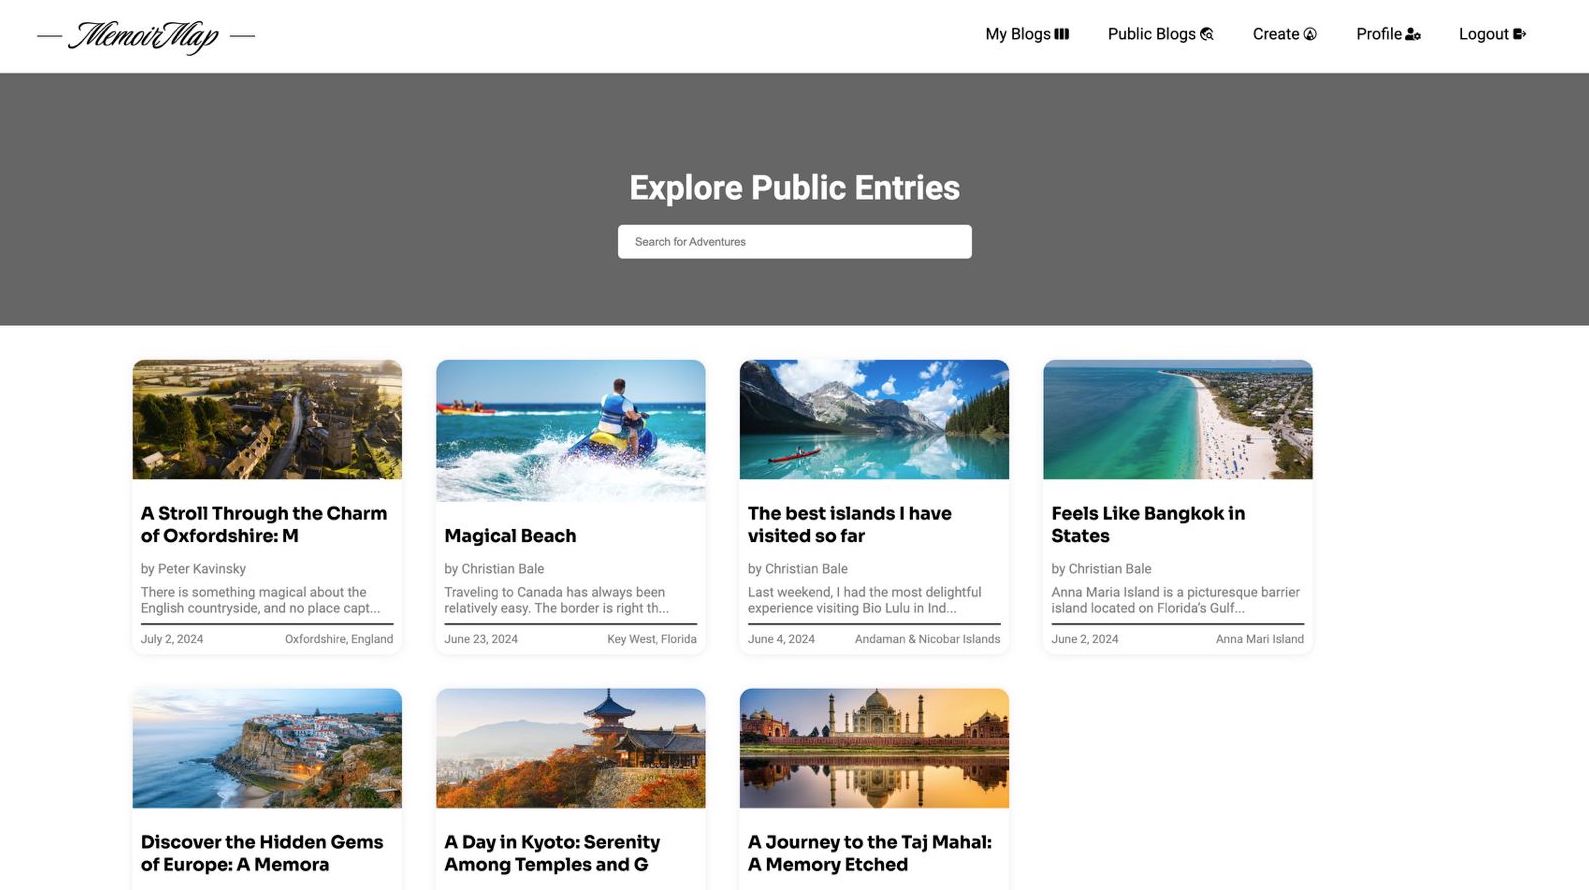 MemoirMap
My Blogs
Public Blogs
Create
Profile
Logout
Explore Public Entries
Search for Adventures
A Stroll Through the Charm
of Oxfordshire: M
by Peter Kavinsky
There is something magical about the
English countryside, and no place capt...
July 2, 2024
Oxfordshire, England
Magical Beach
by Christian Bale
Traveling to Canada has always been
relatively easy. The border is right th...
June 23, 2024
Key West, Florida
The best islands I have
visited so far
by Christian Bale
Last weekend, I had the most delightful
experience visiting Bio Lulu in Ind...
June 4, 2024
Andaman & Nicobar Islands
Feels Like Bangkok in
States
by Christian Bale
Anna Maria Island is a picturesque barrier
island located on Florida’s Gulf...
June 2, 2024
Anna Mari Island
Discover the Hidden Gems
of Europe: A Memora
A Day in Kyoto: Serenity
Among Temples and G
A Journey to the Taj Mahal:
A Memory Etched